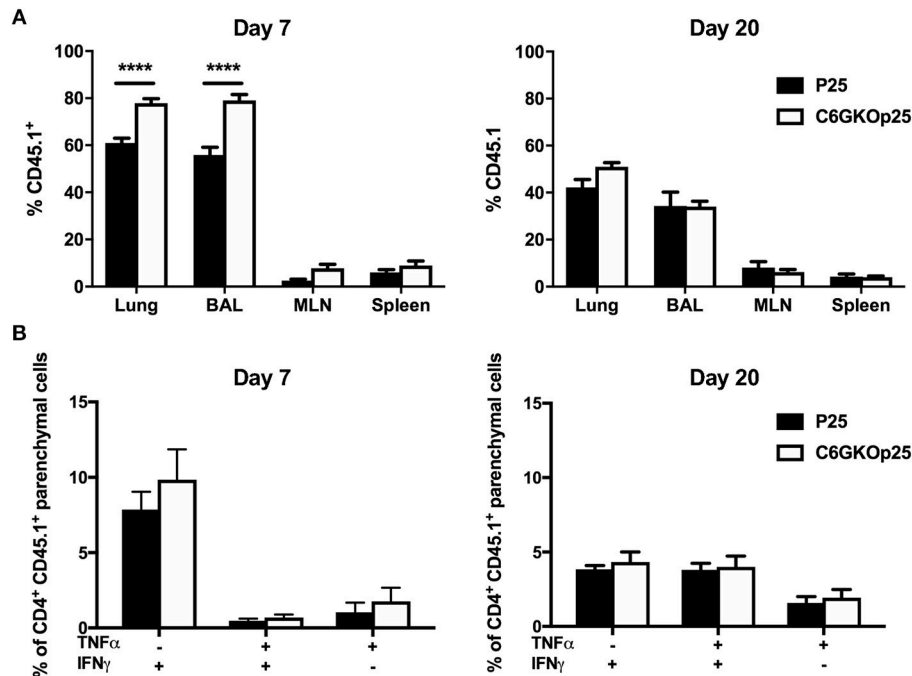 A
Day 7
Day 20
100
80
60
40
20
0
% CD45.1⁺
****
****
Lung BAL MLN Spleen
100
80
60
40
20
0
% CD45.1
P25
C6GKOp25
Lung BAL MLN Spleen
B
Day 7
Day 20
15
10
5
0
% of CD4⁺ CD45.1⁺ parenchymal cells
TNFα - + +
IFNγ + + -
15
10
5
0
% of CD4⁺ CD45.1⁺ parenchymal cells
P25
C6GKOp25
TNFα - + +
IFNγ + + -